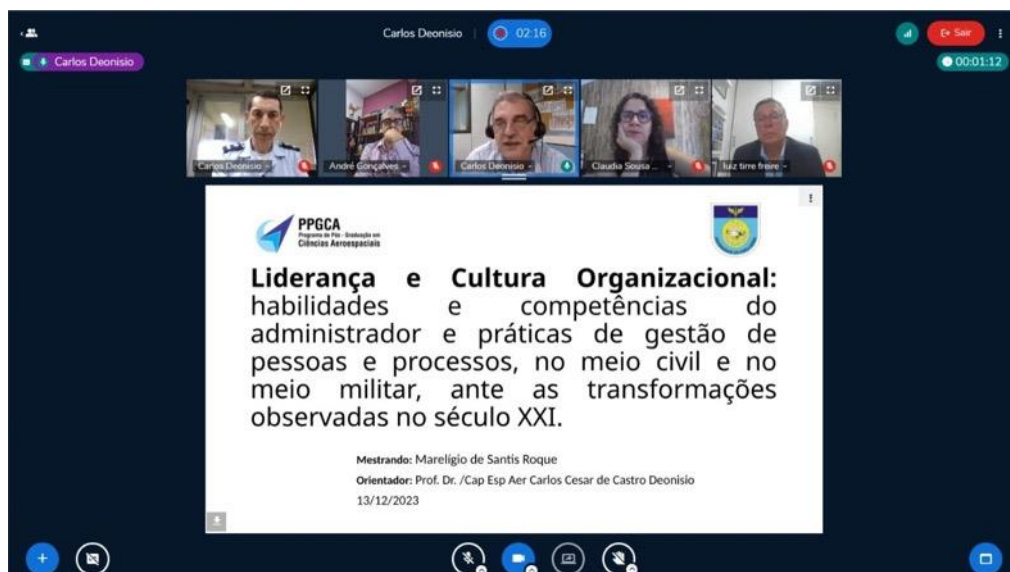 Carlos Deonisio
02:16
Sair
Carlos Deonisio
00:01:12
Carlos Deonisio
André Gonçalves
Carlos Deonisio
Claudia Sousa ...
luiz tirre freire
PPGCA
Programa de Pós - Graduação em
Ciências Aeroespaciais
Liderança e Cultura Organizacional:
habilidades e competências do
administrador e práticas de gestão de
pessoas e processos, no meio civil e no
meio militar, ante as transformações
observadas no século XXI.
Mestrando: Mareligio de Santis Roque
Orientador: Prof. Dr. /Cap Esp Aer Carlos Cesar de Castro Deonisio
13/12/2023